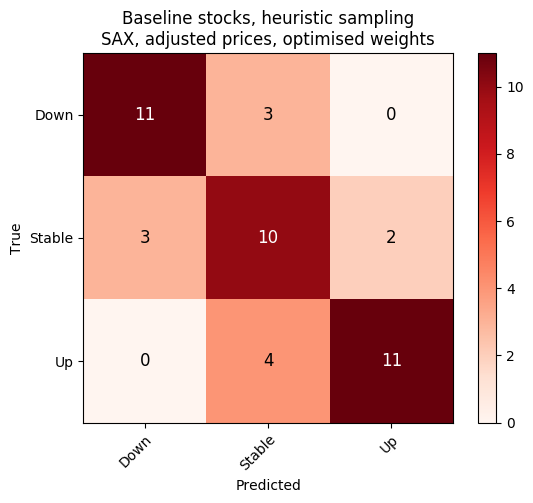 Baseline stocks, heuristic sampling
SAX, adjusted prices, optimised weights
True
Down
11
3
0
Stable
3
10
2
Up
0
4
11
Down
Stable
Up
Predicted
10
8
6
4
2
0